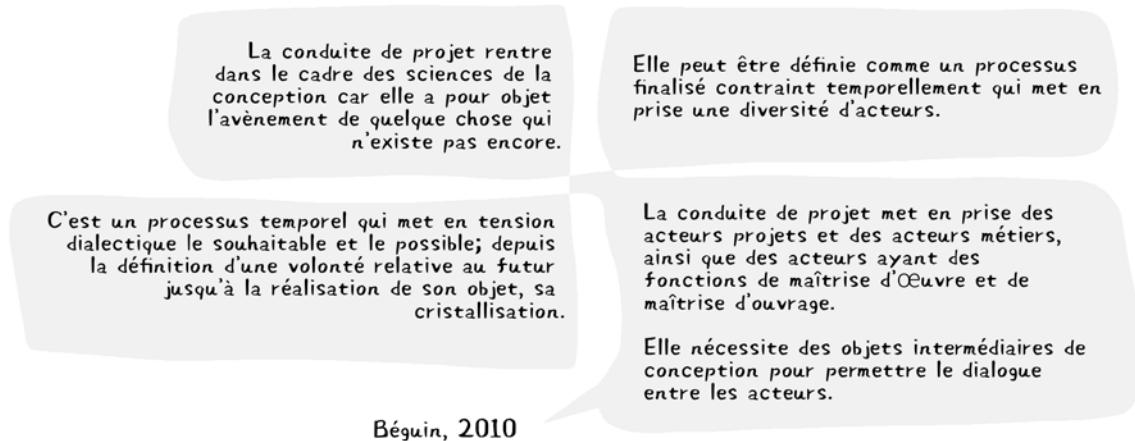 La conduite de projet rentre
dans le cadre des sciences de la
conception car elle a pour objet
l'avènement de quelque chose qui
n'existe pas encore.
Elle peut être définie comme un processus
finalisé contraint temporellement qui met en
prise une diversité d'acteurs.
C'est un processus temporel qui met en tension
dialectique le souhaitable et le possible; depuis
la définition d'une volonté relative au futur
jusqu'à la réalisation de son objet, sa
cristallisation.
La conduite de projet met en prise des
acteurs projets et des acteurs métiers,
ainsi que des acteurs ayant des
fonctions de maîtrise d'Œuvre et de
maîtrise d'ouvrage.
Elle nécessite des objets intermédiaires de
conception pour permettre le dialogue
entre les acteurs.
Béguin, 2010